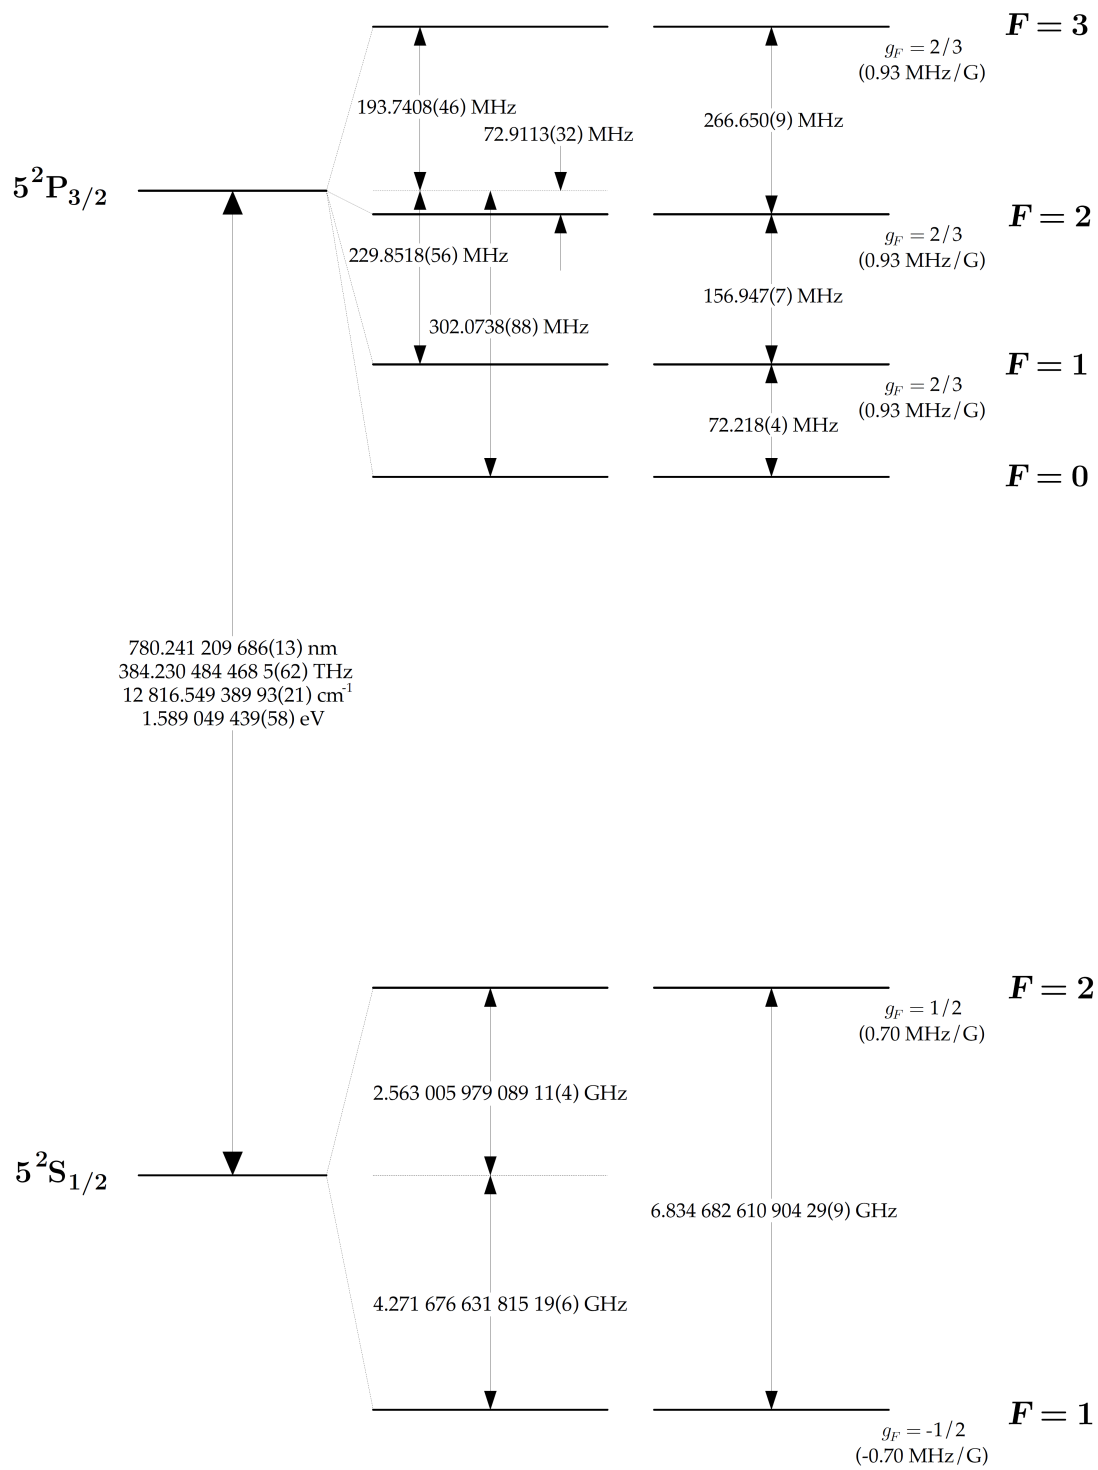 F = 3
g_F = 2/3
(0.93 MHz/G)
193.7408(46) MHz
72.9113(32) MHz
266.650(9) MHz
5 ²P₃/₂
F = 2
g_F = 2/3
(0.93 MHz/G)
229.8518(56) MHz
156.947(7) MHz
302.0738(88) MHz
F = 1
g_F = 2/3
(0.93 MHz/G)
72.218(4) MHz
F = 0
780.241 209 686(13) nm
384.230 484 468 5(62) THz
12 816.549 389 93(21) cm⁻¹
1.589 049 439(58) eV
F = 2
g_F = 1/2
(0.70 MHz/G)
2.563 005 979 089 11(4) GHz
5 ²S₁/₂
6.834 682 610 904 29(9) GHz
4.271 676 631 815 19(6) GHz
F = 1
g_F = -1/2
(-0.70 MHz/G)